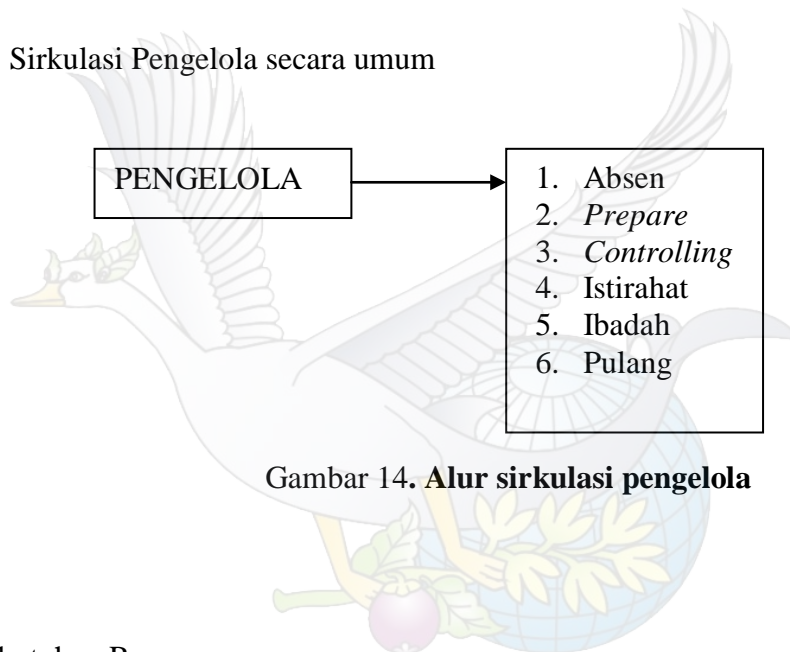 Sirkulasi Pengelola secara umum
PENGELOLA
1. Absen
2. Prepare
3. Controlling
4. Istirahat
5. Ibadah
6. Pulang
Gambar 14. Alur sirkulasi pengelola